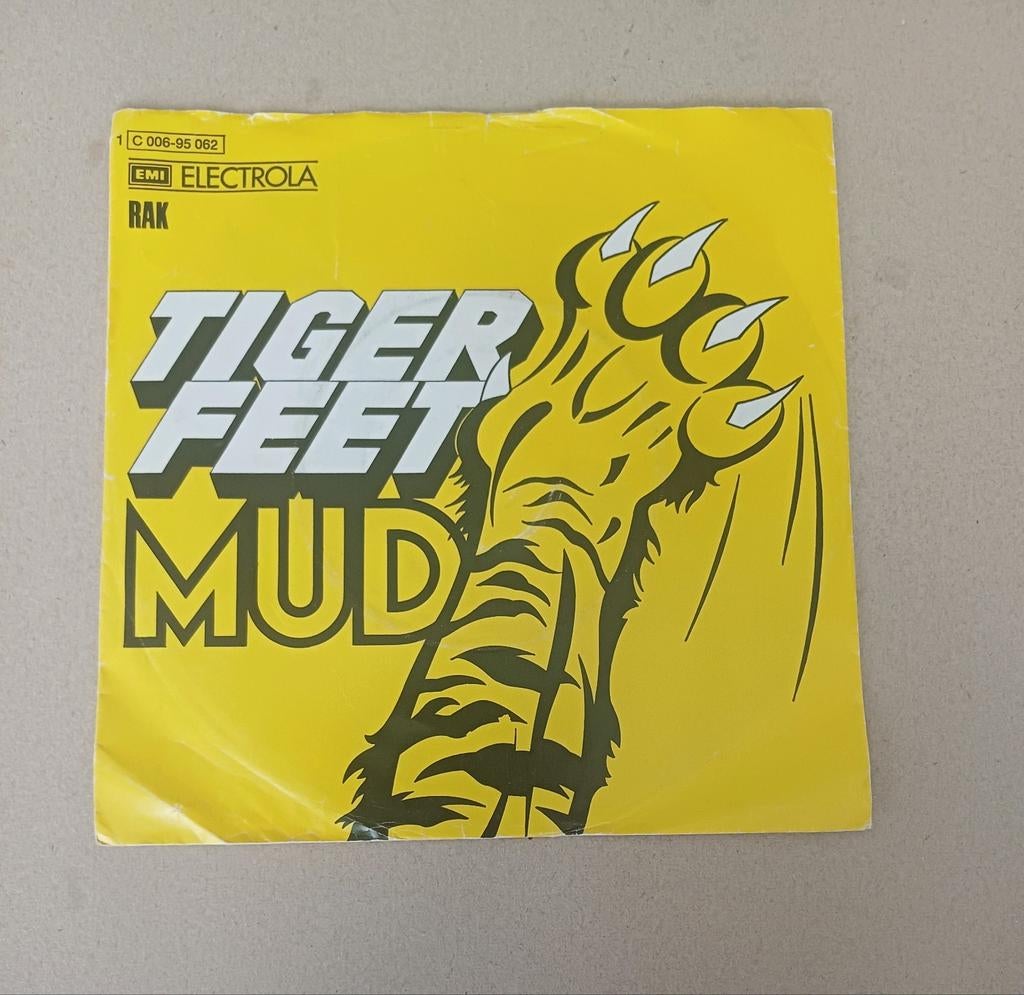 1 C 006-95 062
EMI ELECTROLA
RAK
TIGER
FEET
MUD